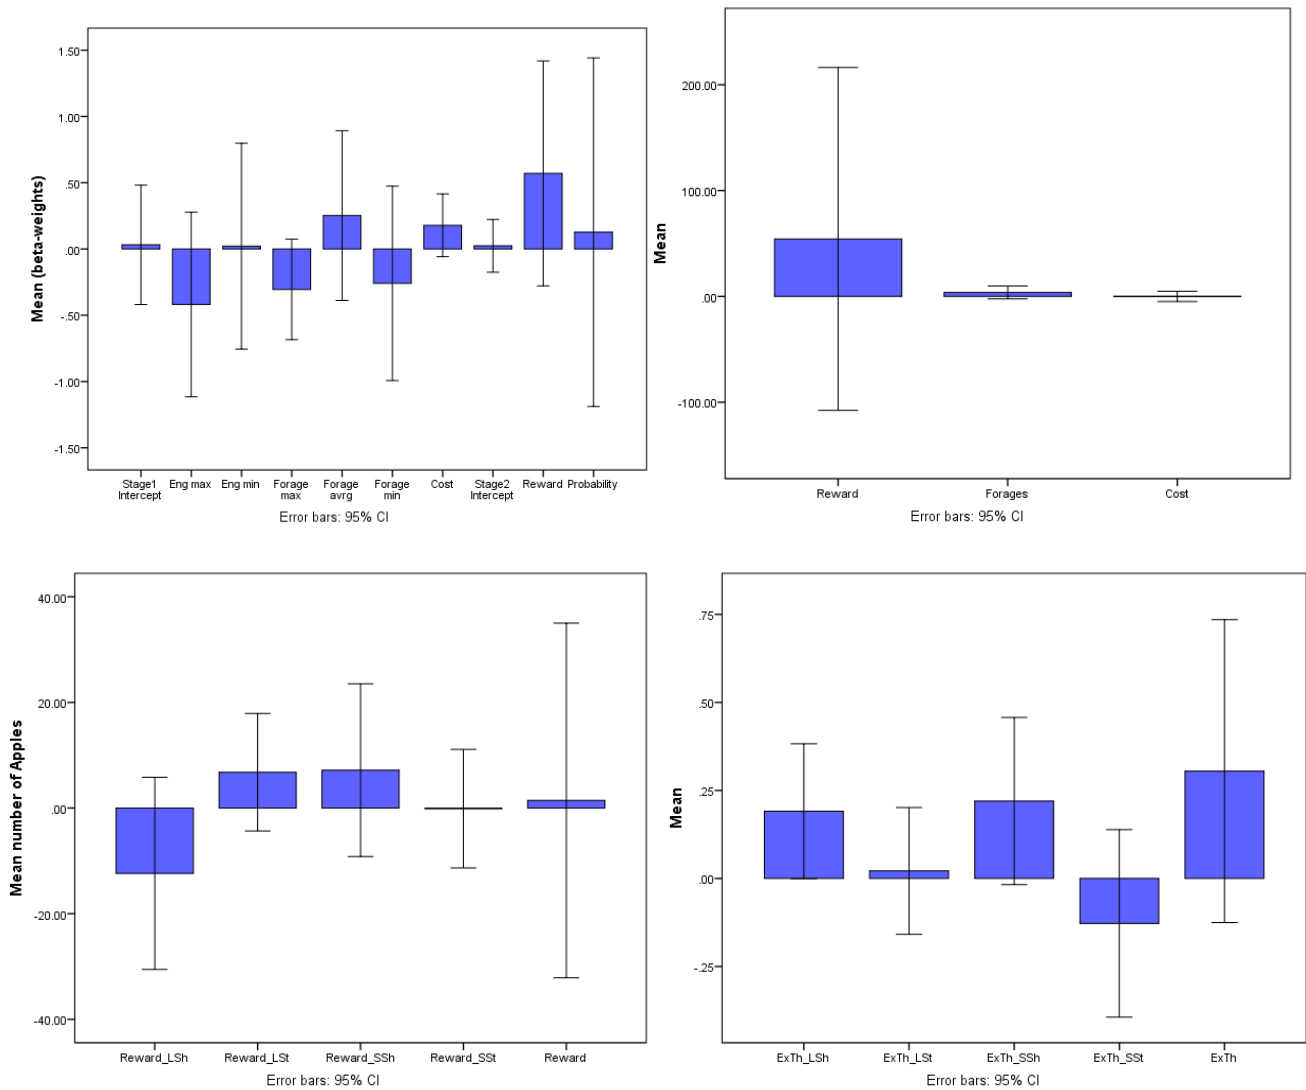 Mean (beta-weights)
1.50
1.00
.50
.00
-.50
-1.00
-1.50
Stage1 Intercept
Eng max
Eng min
Forage max
Forage avrg
Forage min
Cost
Stage2 Intercept
Reward
Probability
Error bars: 95% CI
Mean
200.00
100.00
.00
-100.00
Reward
Forages
Cost
Error bars: 95% CI
Mean number of Apples
40.00
20.00
.00
-20.00
-40.00
Reward_LSh
Reward_LSt
Reward_SSh
Reward_SSt
Reward
Error bars: 95% CI
Mean
.75
.50
.25
.00
-.25
ExTh_LSh
ExTh_LSt
ExTh_SSh
ExTh_SSt
ExTh
Error bars: 95% CI